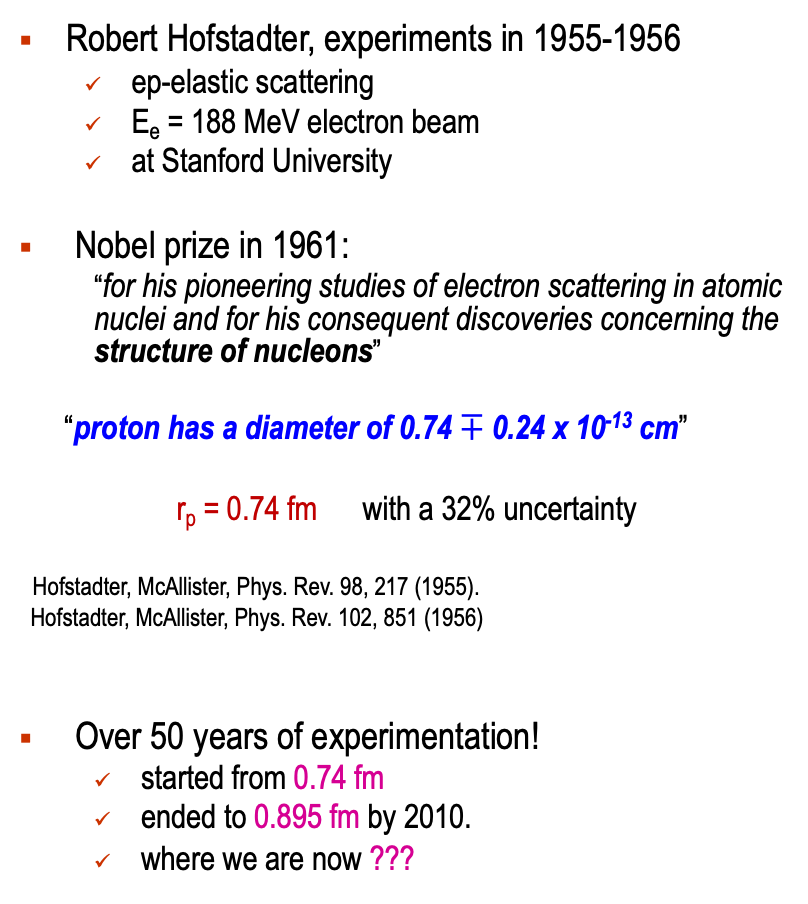 ▪ Robert Hofstadter, experiments in 1955-1956
✓ ep-elastic scattering
✓ Eₑ = 188 MeV electron beam
✓ at Stanford University
▪ Nobel prize in 1961:
“for his pioneering studies of electron scattering in atomic
nuclei and for his consequent discoveries concerning the
structure of nucleons”
“proton has a diameter of 0.74 ∓ 0.24 x 10⁻¹³ cm”
rₚ = 0.74 fm with a 32% uncertainty
Hofstadter, McAllister, Phys. Rev. 98, 217 (1955).
Hofstadter, McAllister, Phys. Rev. 102, 851 (1956)
▪ Over 50 years of experimentation!
✓ started from 0.74 fm
✓ ended to 0.895 fm by 2010.
✓ where we are now ???